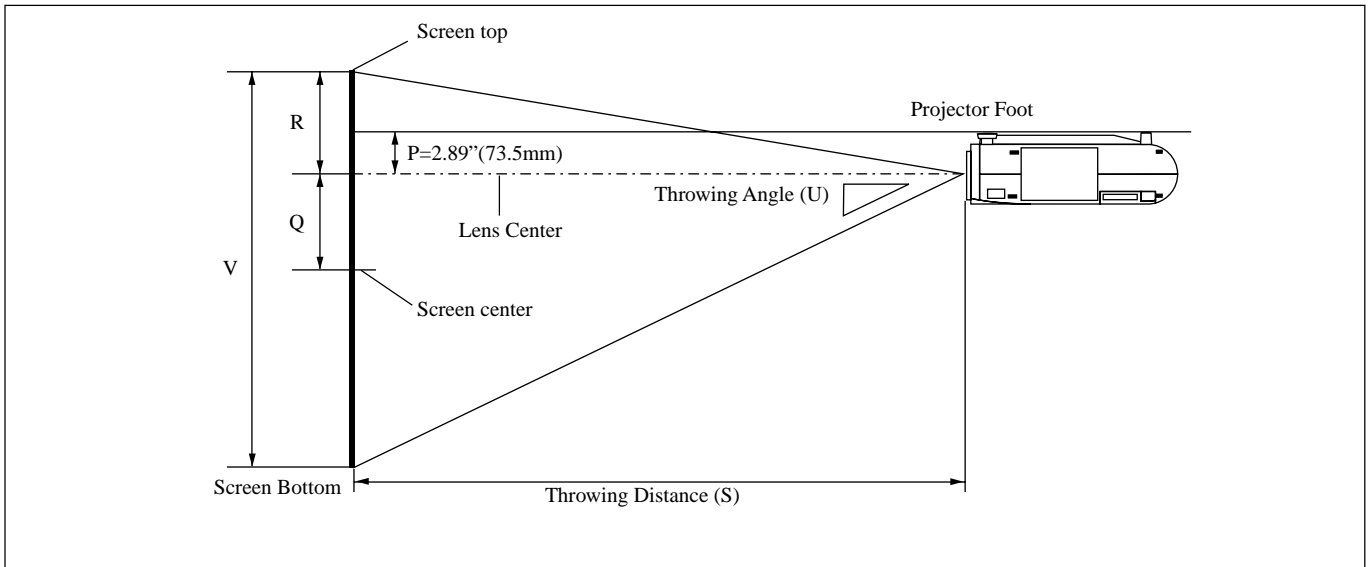 Screen top
Projector Foot
R
P=2.89”(73.5mm)
Throwing Angle (U)
Q
Lens Center
V
Screen center
Screen Bottom
Throwing Distance (S)